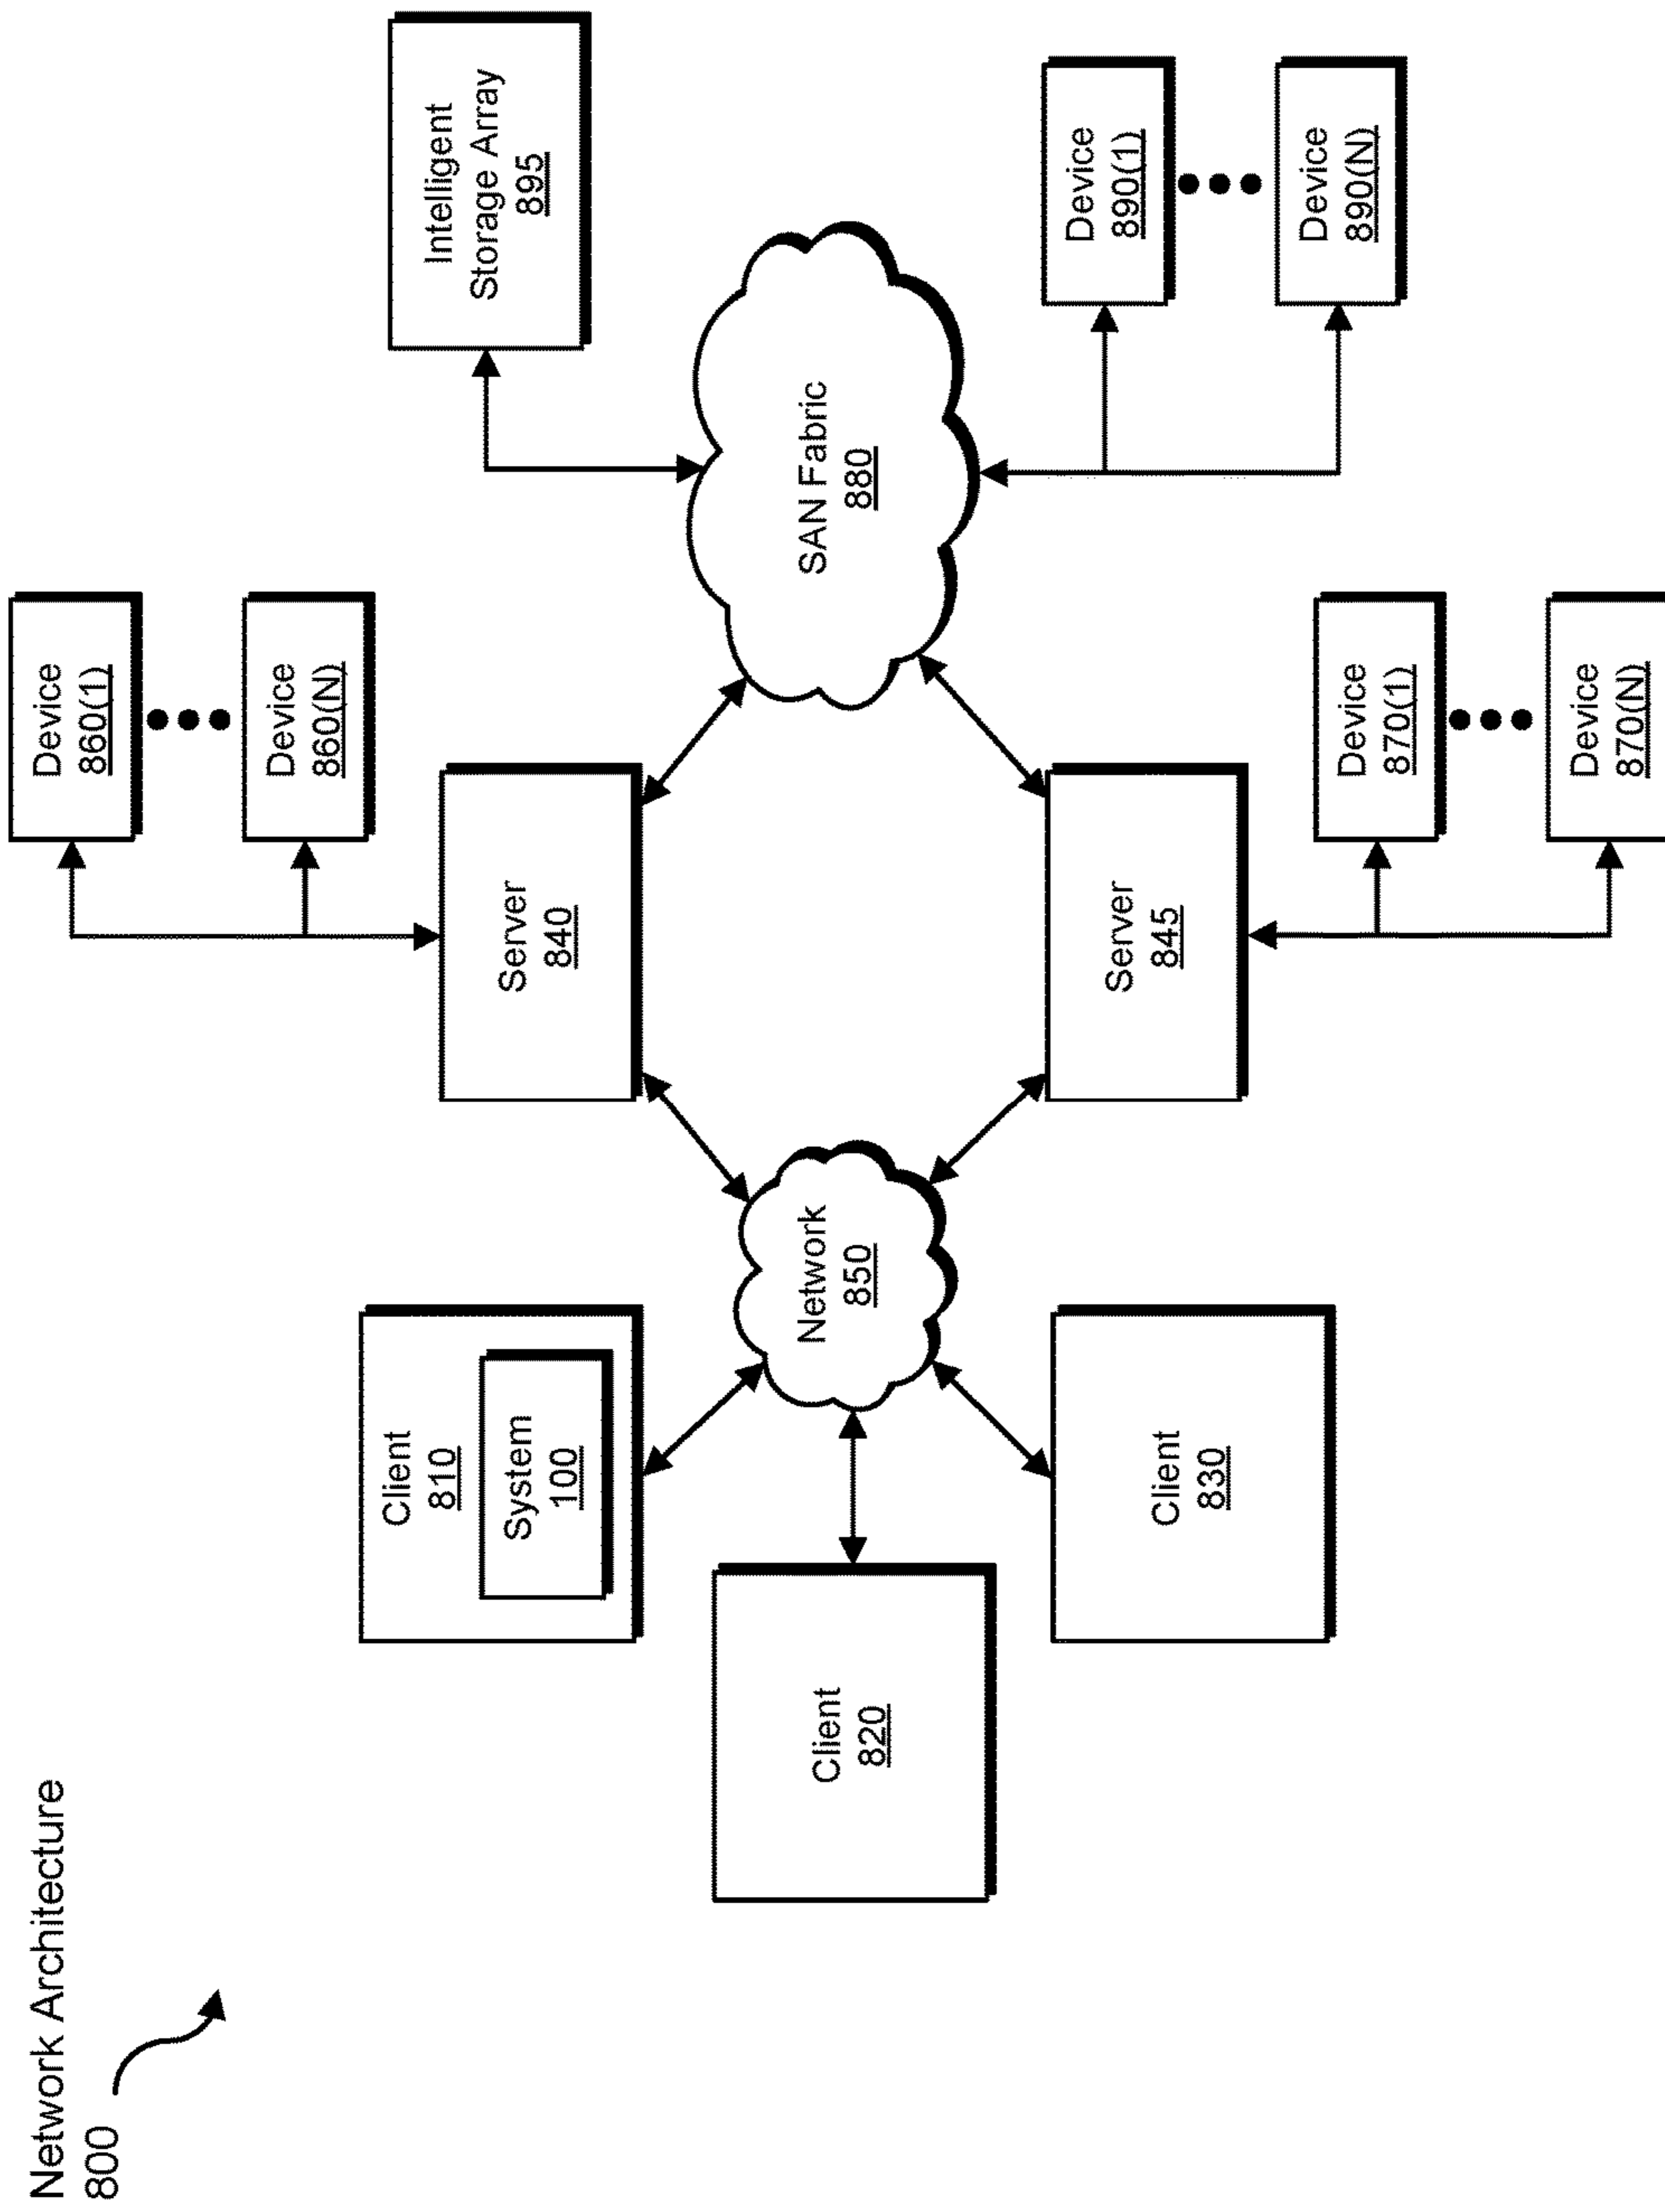 Network Architecture
800
Client
810
System
100
Client
820
Client
830
Network
850
Server
840
Server
845
Device
860(1)
Device
860(N)
Device
870(1)
Device
870(N)
SAN Fabric
880
Intelligent
Storage Array
895
Device
890(1)
Device
890(N)